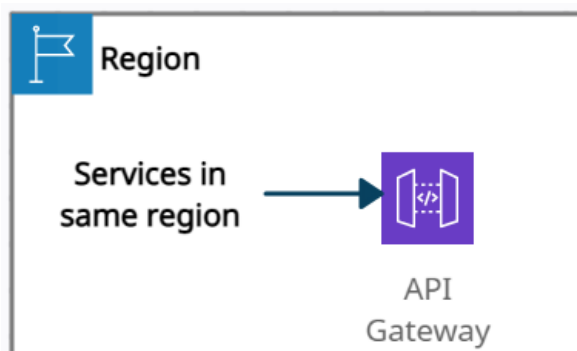 Region
Services in
same region
</>
API
Gateway